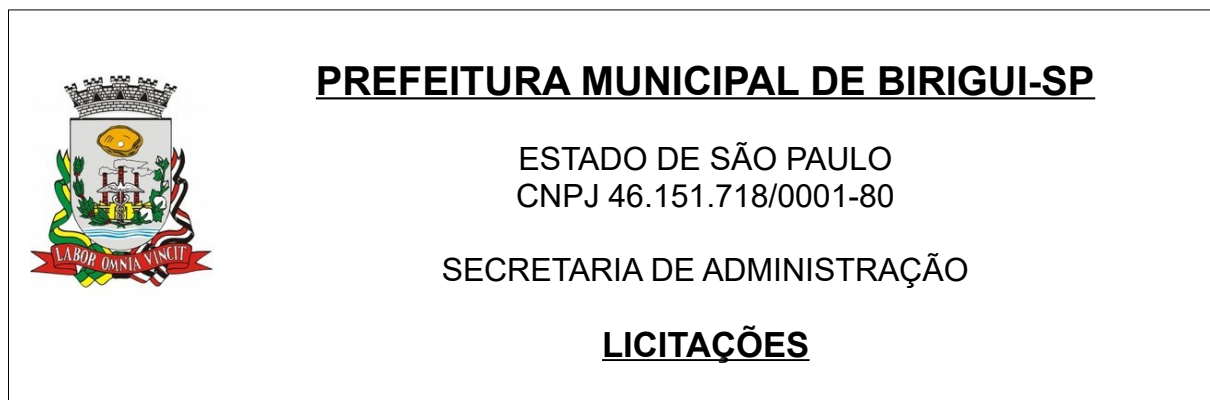 PREFEITURA MUNICIPAL DE BIRIGUI-SP
ESTADO DE SÃO PAULO
CNPJ 46.151.718/0001-80
SECRETARIA DE ADMINISTRAÇÃO
LICITAÇÕES
LABOR OMNIA VINCIT